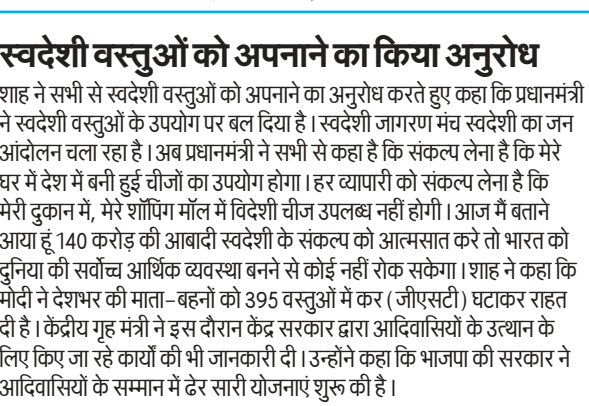 स्वदेशी वस्तुओं को अपनाने का किया अनुरोध
शाह ने सभी से स्वदेशी वस्तुओं को अपनाने का अनुरोध करते हुए कहा कि प्रधानमंत्री
ने स्वदेशी वस्तुओं के उपयोग पर बल दिया है। स्वदेशी जागरण मंच स्वदेशी का जन
आंदोलन चला रहा है। अब प्रधानमंत्री ने सभी से कहा है कि संकल्प लेना है कि मेरे
घर में देश में बनी हुई चीजों का उपयोग होगा। हर व्यापारी को संकल्प लेना है कि
मेरी दुकान में, मेरे शॉपिंग मॉल में विदेशी चीज उपलब्ध नहीं होगी। आज मैं बताने
आया हूं 140 करोड़ की आबादी स्वदेशी के संकल्प को आत्मसात करे तो भारत को
दुनिया की सर्वोच्च आर्थिक व्यवस्था बनने से कोई नहीं रोक सकेगा। शाह ने कहा कि
मोदी ने देशभर की माता-बहनों को 395 वस्तुओं में कर (जीएसटी) घटाकर राहत
दी है। केंद्रीय गृह मंत्री ने इस दौरान केंद्र सरकार द्वारा आदिवासियों के उत्थान के
लिए किए जा रहे कार्यों की भी जानकारी दी। उन्होंने कहा कि भाजपा की सरकार ने
आदिवासियों के सम्मान में ढेर सारी योजनाएं शुरू की है।